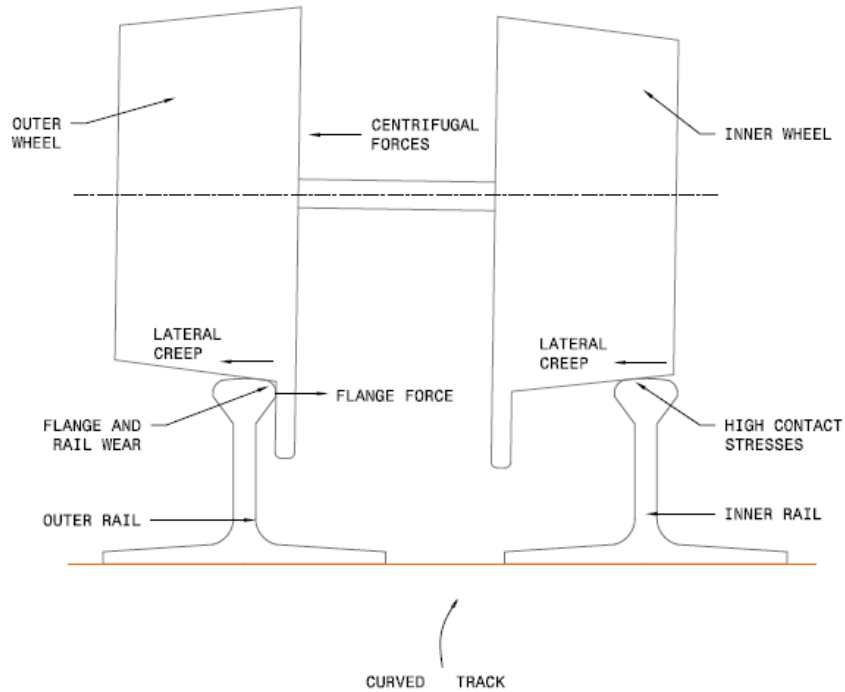 OUTER
WHEEL
CENTRIFUGAL
FORCES
INNER WHEEL
LATERAL
CREEP
LATERAL
CREEP
FLANGE FORCE
FLANGE AND
RAIL WEAR
HIGH CONTACT
STRESSES
OUTER RAIL
INNER RAIL
CURVED TRACK